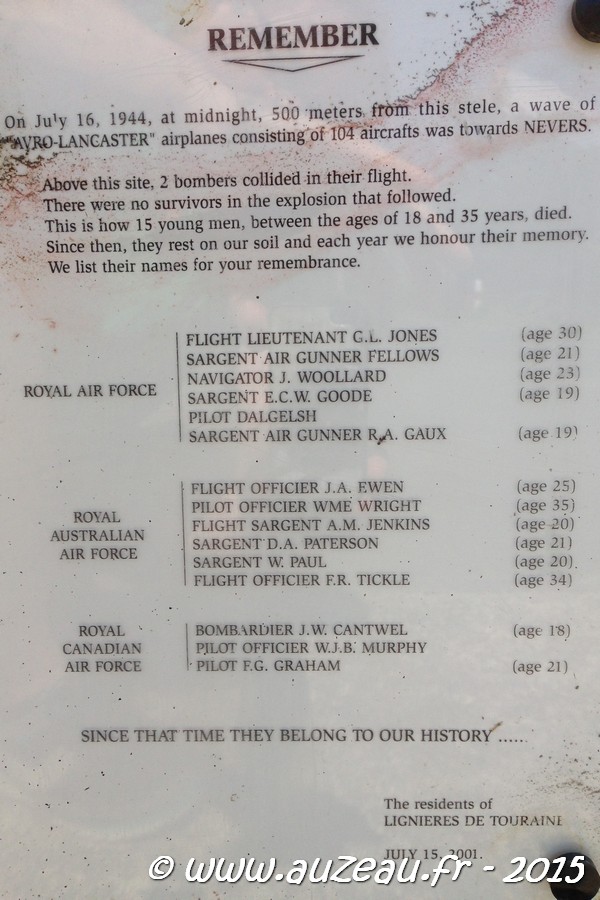 REMEMBER
On July 16, 1944, at midnight, 500 meters from this stele, a wave of
"AVRO-LANCASTER" airplanes consisting of 104 aircrafts was towards NEVERS.
Above this site, 2 bombers collided in their flight.
There were no survivors in the explosion that followed.
This is how 15 young men, between the ages of 18 and 35 years, died.
Since then, they rest on our soil and each year we honour their memory.
We list their names for your remembrance.
ROYAL AIR FORCE
FLIGHT LIEUTENANT G.L. JONES (age 30)
SARGENT AIR GUNNER FELLOWS (age 21)
NAVIGATOR J. WOOLLARD (age 23)
SARGENT E.C.W. GOODE (age 19)
PILOT DALGELSH
SARGENT AIR GUNNER R.A. GAUX (age 19)
ROYAL
AUSTRALIAN
AIR FORCE
FLIGHT OFFICIER J.A. EWEN (age 25)
PILOT OFFICIER WME WRIGHT (age 35)
FLIGHT SARGENT A.M. JENKINS (age 20)
SARGENT D.A. PATERSON (age 21)
SARGENT W. PAUL (age 20)
FLIGHT OFFICIER F.R. TICKLE (age 34)
ROYAL
CANADIAN
AIR FORCE
BOMBARDIER J.W. CANTWEL (age 18)
PILOT OFFICIER W.J.B. MURPHY
PILOT F.G. GRAHAM (age 21)
SINCE THAT TIME THEY BELONG TO OUR HISTORY ......
The residents of
LIGNIERES DE TOURAINE
JULY 15, 2001.
© www.auzeau.fr - 2015